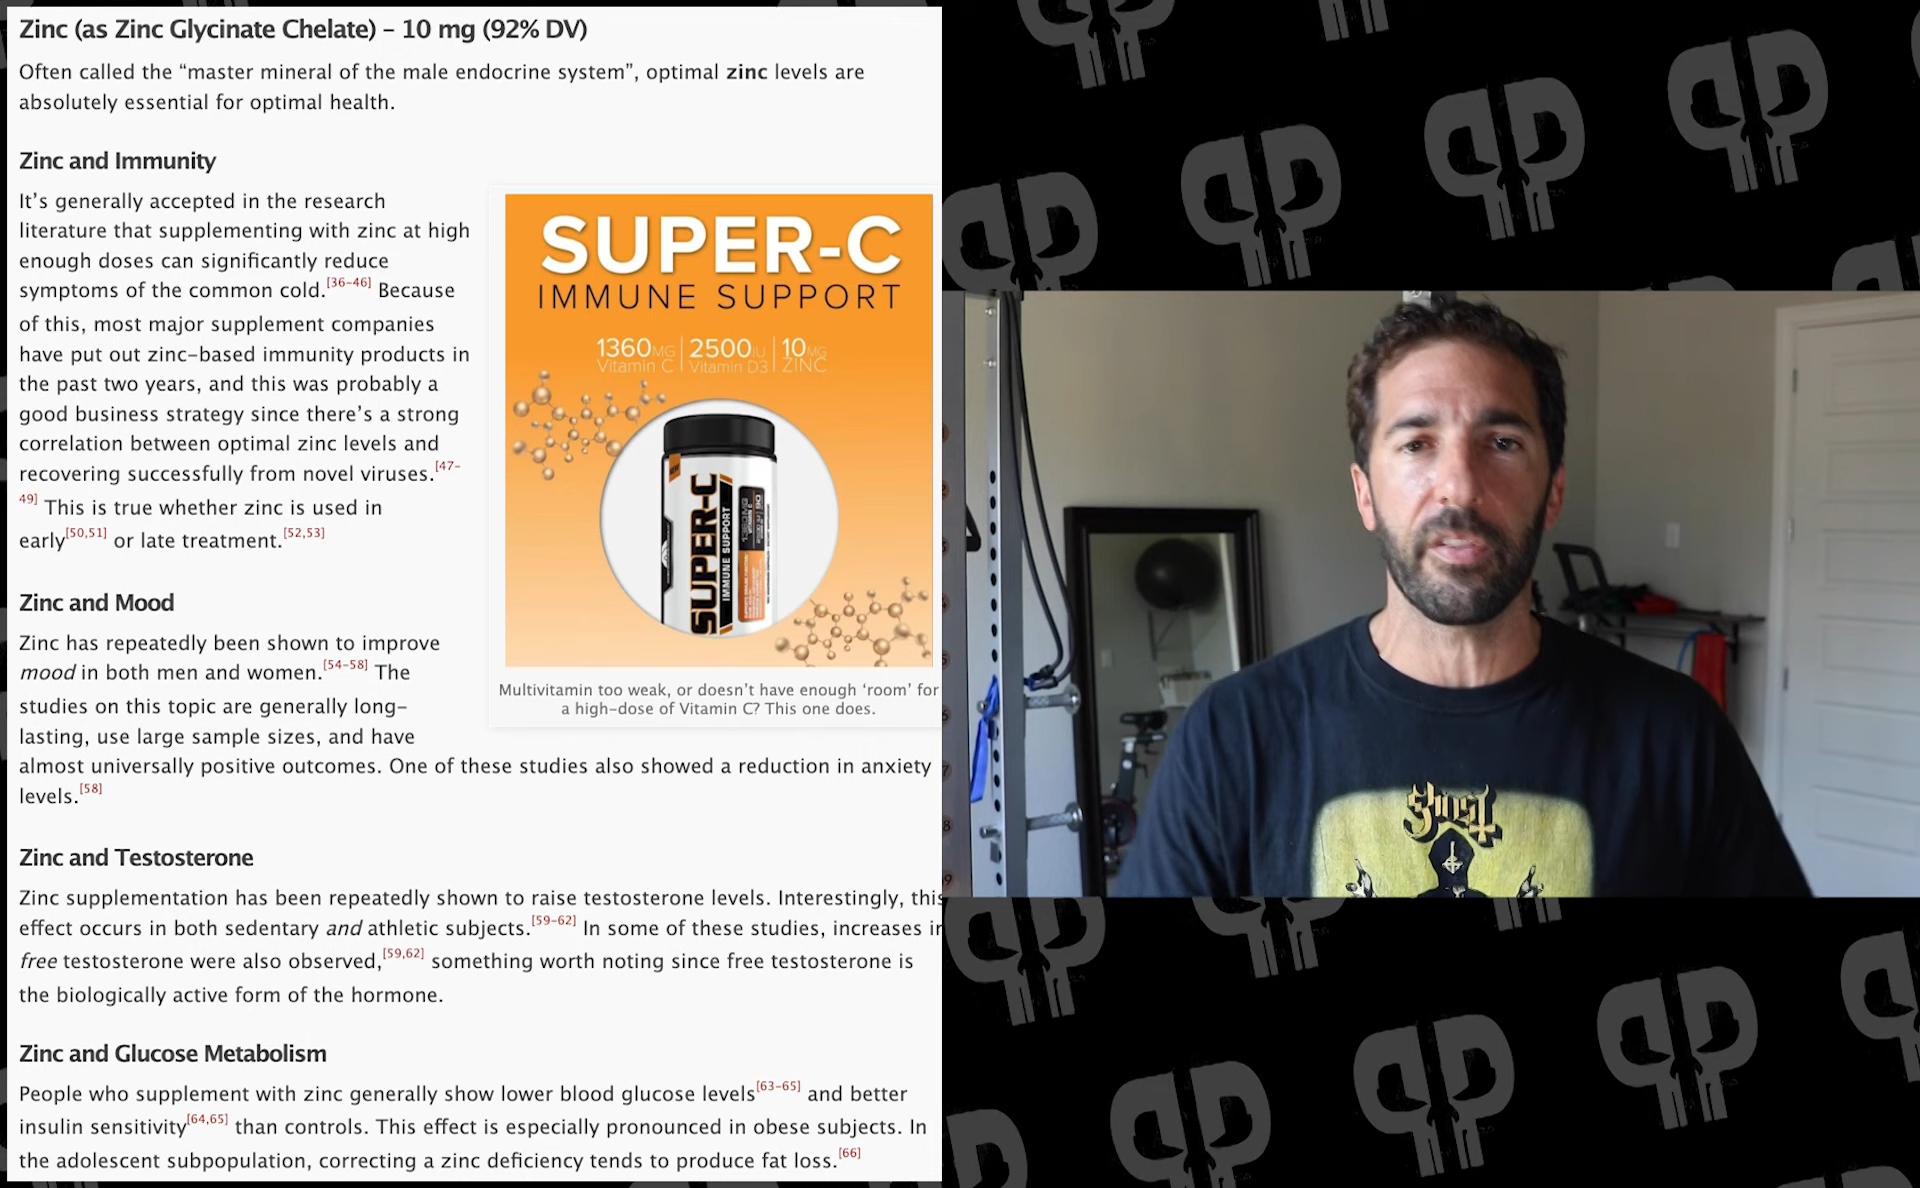 Zinc (as Zinc Glycinate Chelate) – 10 mg (92% DV)
Often called the “master mineral of the male endocrine system”, optimal zinc levels are
absolutely essential for optimal health.
Zinc and Immunity
It’s generally accepted in the research
literature that supplementing with zinc at high
enough doses can significantly reduce
symptoms of the common cold.[36-46] Because
of this, most major supplement companies
have put out zinc-based immunity products in
the past two years, and this was probably a
good business strategy since there’s a strong
correlation between optimal zinc levels and
recovering successfully from novel viruses.[47-
49] This is true whether zinc is used in
early[50,51] or late treatment.[52,53]
SUPER-C
IMMUNE SUPPORT
1360MG 2500IU 10MG
Vitamin C Vitamin D3 ZINC
SUPER-C
IMMUNE SUPPORT
Multivitamin too weak, or doesn’t have enough ‘room’ for
a high-dose of Vitamin C? This one does.
Zinc and Mood
Zinc has repeatedly been shown to improve
mood in both men and women.[54-58] The
studies on this topic are generally long-
lasting, use large sample sizes, and have
almost universally positive outcomes. One of these studies also showed a reduction in anxiety
levels.[58]
Zinc and Testosterone
Zinc supplementation has been repeatedly shown to raise testosterone levels. Interestingly, this
effect occurs in both sedentary and athletic subjects.[59-62] In some of these studies, increases in
free testosterone were also observed,[59,62] something worth noting since free testosterone is
the biologically active form of the hormone.
Zinc and Glucose Metabolism
People who supplement with zinc generally show lower blood glucose levels[63-65] and better
insulin sensitivity[64,65] than controls. This effect is especially pronounced in obese subjects. In
the adolescent subpopulation, correcting a zinc deficiency tends to produce fat loss.[66]
Ghost